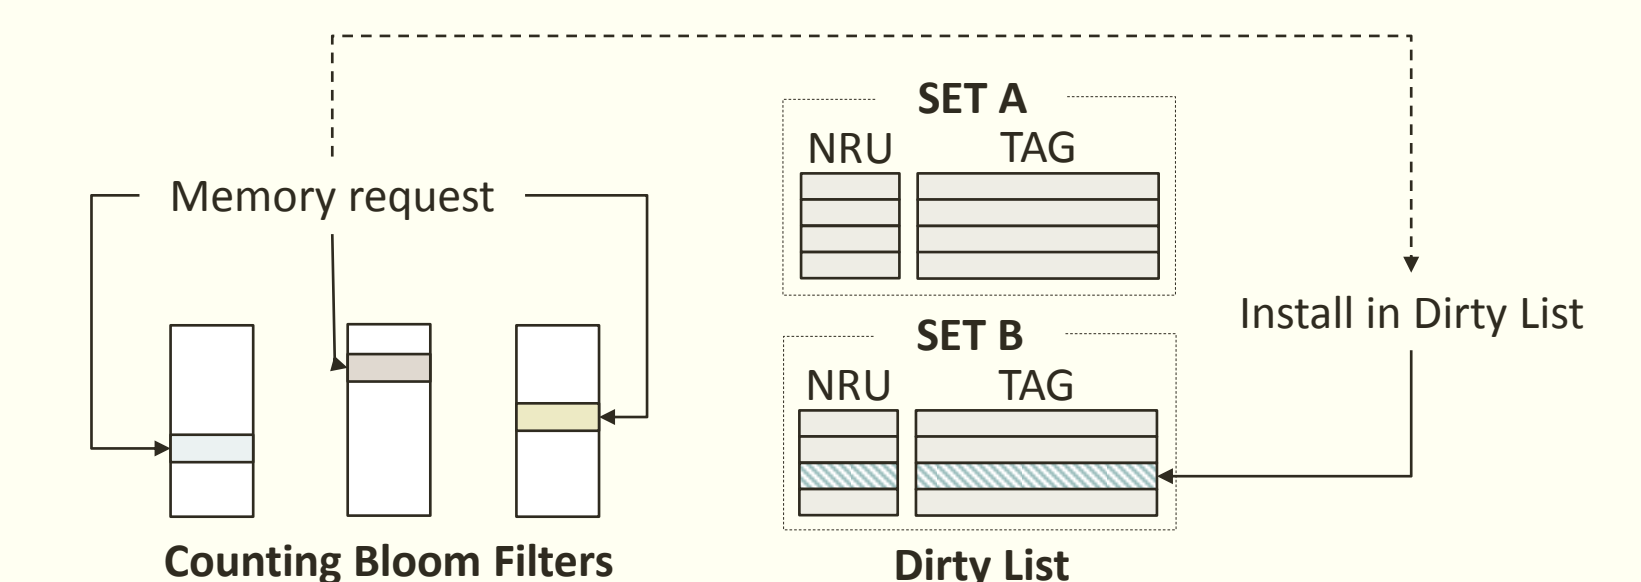 SET A
NRU TAG
Memory request
Install in Dirty List
SET B
NRU TAG
Counting Bloom Filters
Dirty List